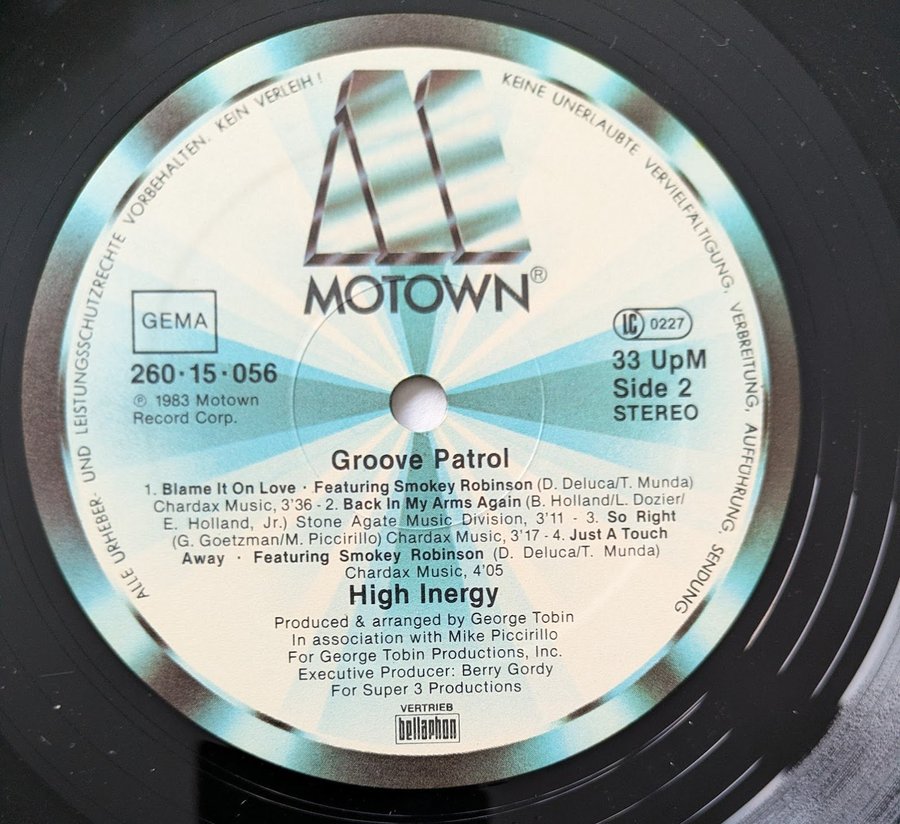 ALLE URHEBER- UND LEISTUNGSSCHUTZRECHTE VORBEHALTEN. KEIN VERLEIH! KEINE UNERLAUBTE VERVIELFÄLTIGUNG, VERBREITUNG, AUFFÜHRUNG, SENDUNG
MOTOWN®
GEMA
LC 0227
260·15·056
33 UpM
℗ 1983 Motown
Side 2
Record Corp.
STEREO
Groove Patrol
1. Blame It On Love · Featuring Smokey Robinson (D. Deluca/T. Munda)
Chardax Music, 3'36 - 2. Back In My Arms Again (B. Holland/L. Dozier/
E. Holland, Jr.) Stone Agate Music Division, 3'11 - 3. So Right
(G. Goetzman/M. Piccirillo) Chardax Music, 3'17 - 4. Just A Touch
Away · Featuring Smokey Robinson (D. Deluca/T. Munda)
Chardax Music, 4'05
High Inergy
Produced & arranged by George Tobin
In association with Mike Piccirillo
For George Tobin Productions, Inc.
Executive Producer: Berry Gordy
For Super 3 Productions
VERTRIEB
bellaphon